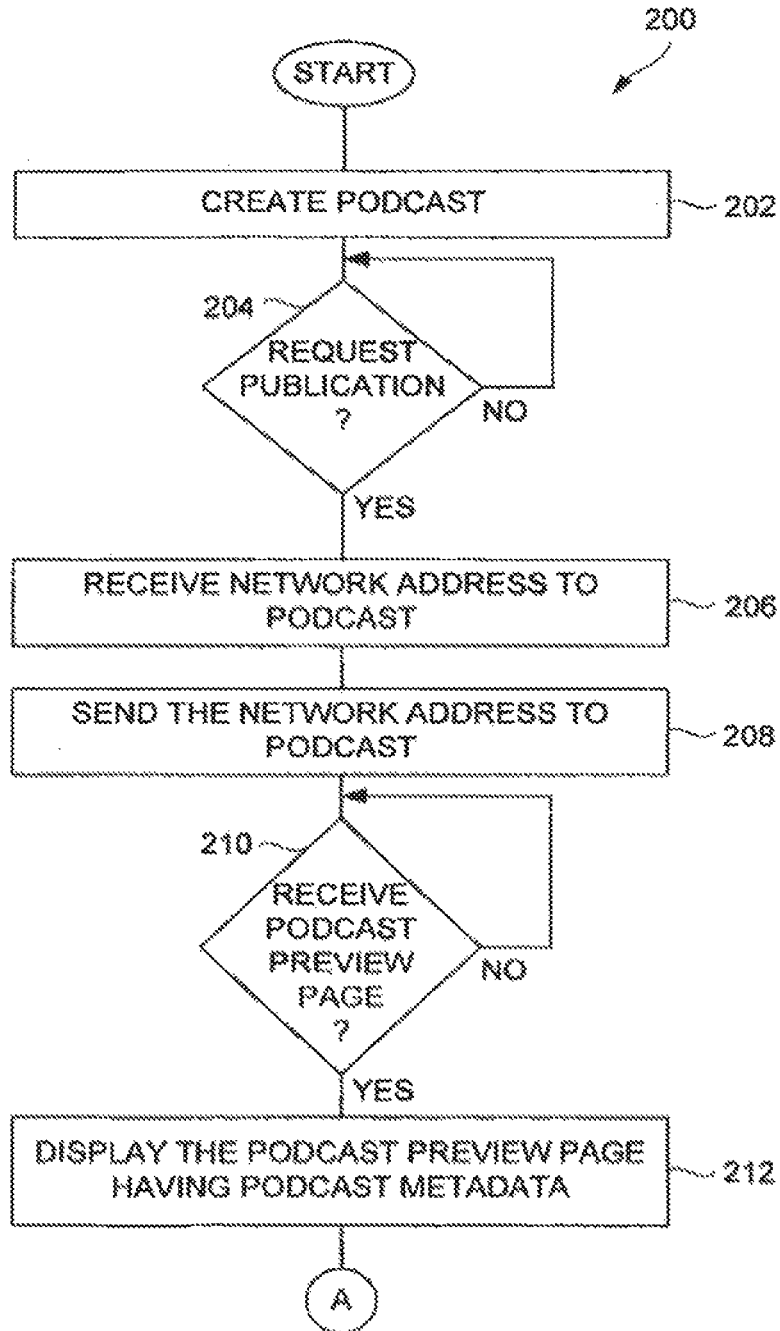 200
START
CREATE PODCAST
202
204
REQUEST
PUBLICATION
?
NO
YES
RECEIVE NETWORK ADDRESS TO
PODCAST
206
SEND THE NETWORK ADDRESS TO
PODCAST
208
210
RECEIVE
PODCAST
PREVIEW
PAGE
?
NO
YES
DISPLAY THE PODCAST PREVIEW PAGE
HAVING PODCAST METADATA
212
A